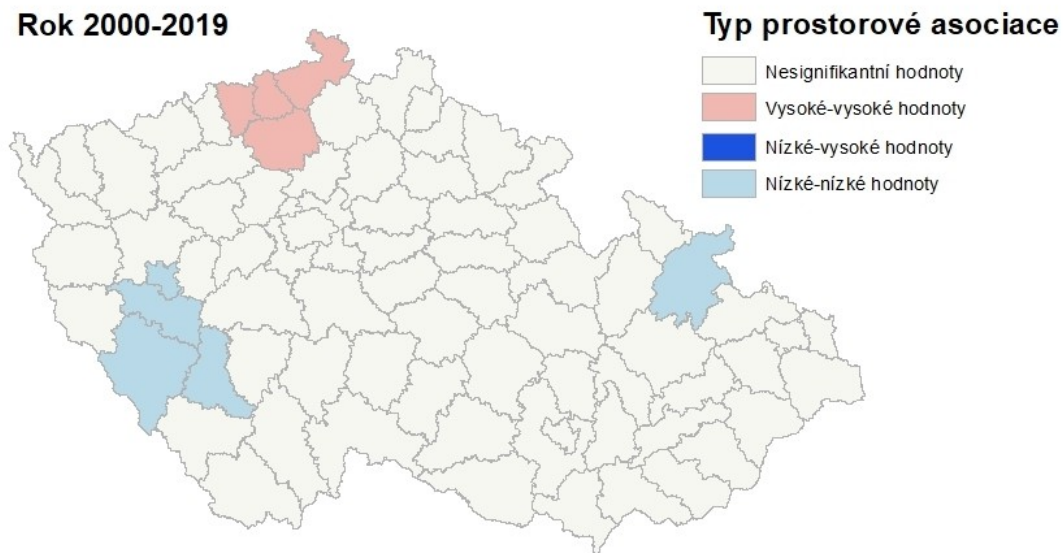 Rok 2000-2019
Typ prostorové asociace
Nesignifikantní hodnoty
Vysoké-vysoké hodnoty
Nízké-vysoké hodnoty
Nízké-nízké hodnoty